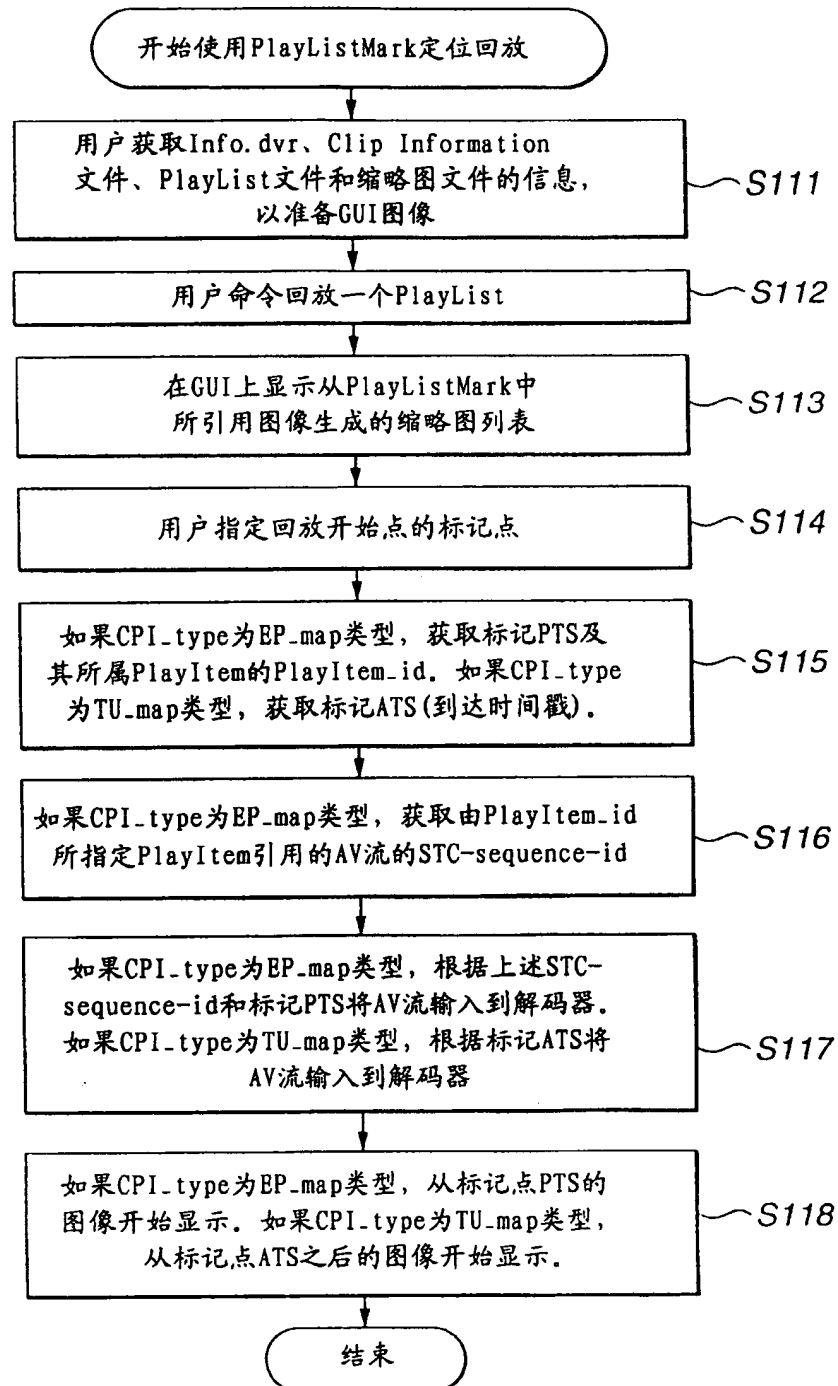 开始使用PlayListMark定位回放
用户获取Info.dvr、Clip Information
文件、PlayList文件和缩略图文件的信息，
以准备GUI图像
S111
用户命令回放一个PlayList
S112
在GUI上显示从PlayListMark中
所引用图像生成的缩略图列表
S113
用户指定回放开始点的标记点
S114
如果CPI_type为EP_map类型，获取标记PTS及
其所属PlayItem的PlayItem_id. 如果CPI_type
为TU_map类型，获取标记ATS(到达时间戳).
S115
如果CPI_type为EP_map类型，获取由PlayItem_id
所指定PlayItem引用的AV流的STC-sequence-id
S116
如果CPI_type为EP_map类型，根据上述STC-
sequence-id和标记PTS将AV流输入到解码器.
如果CPI_type为TU_map类型，根据标记ATS将
AV流输入到解码器
S117
如果CPI_type为EP_map类型，从标记点PTS的
图像开始显示. 如果CPI_type为TU_map类型，
从标记点ATS之后的图像开始显示.
S118
结束